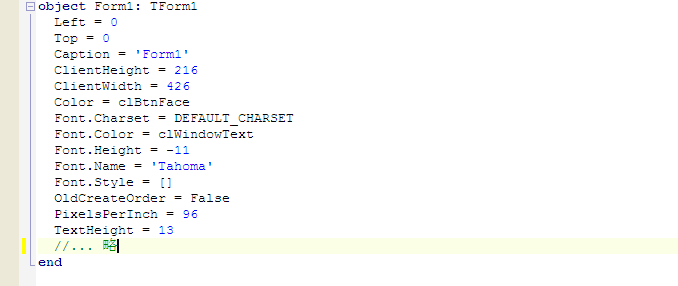 object Form1: TForm1
Left = 0
Top = 0
Caption = 'Form1'
ClientHeight = 216
ClientWidth = 426
Color = clBtnFace
Font.Charset = DEFAULT_CHARSET
Font.Color = clWindowText
Font.Height = -11
Font.Name = 'Tahoma'
Font.Style = []
OldCreateOrder = False
PixelsPerInch = 96
TextHeight = 13
//... 略
end